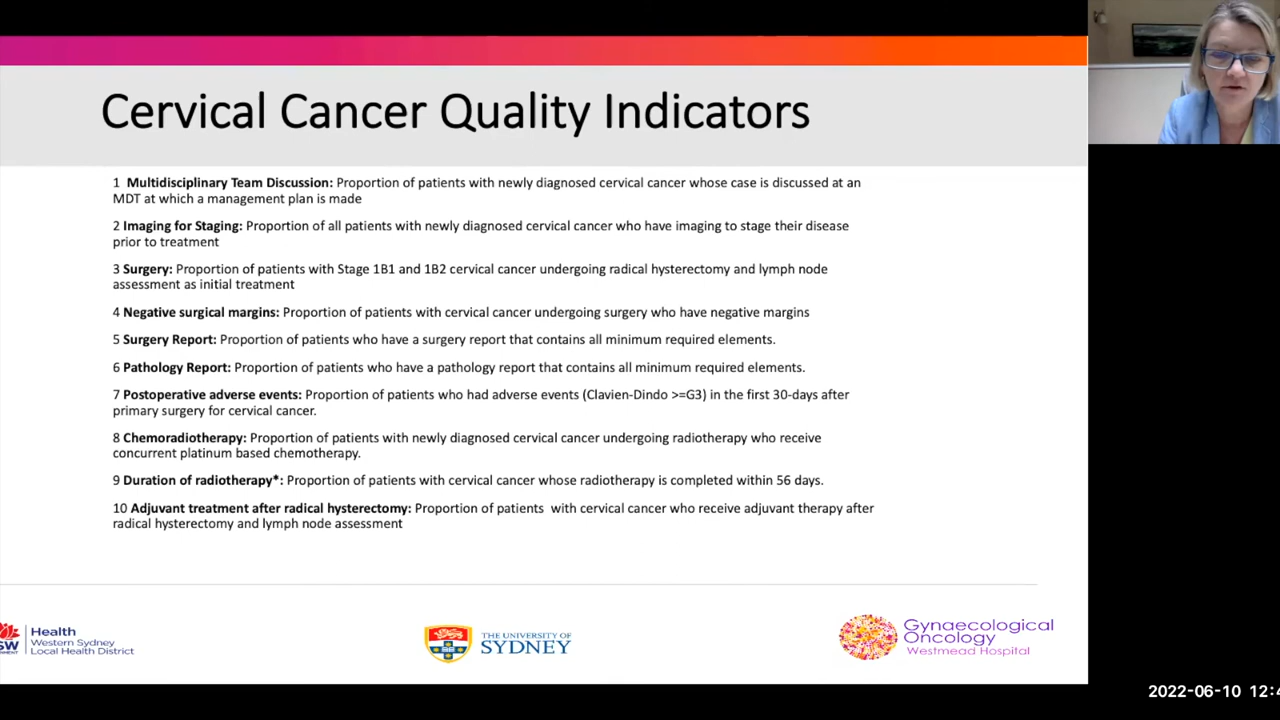 Cervical Cancer Quality Indicators
1 Multidisciplinary Team Discussion: Proportion of patients with newly diagnosed cervical cancer whose case is discussed at an
MDT at which a management plan is made
2 Imaging for Staging: Proportion of all patients with newly diagnosed cervical cancer who have imaging to stage their disease
prior to treatment
3 Surgery: Proportion of patients with Stage 1B1 and 1B2 cervical cancer undergoing radical hysterectomy and lymph node
assessment as initial treatment
4 Negative surgical margins: Proportion of patients with cervical cancer undergoing surgery who have negative margins
5 Surgery Report: Proportion of patients who have a surgery report that contains all minimum required elements.
6 Pathology Report: Proportion of patients who have a pathology report that contains all minimum required elements.
7 Postoperative adverse events: Proportion of patients who had adverse events (Clavien-Dindo >=G3) in the first 30-days after
primary surgery for cervical cancer.
8 Chemoradiotherapy: Proportion of patients with newly diagnosed cervical cancer undergoing radiotherapy who receive
concurrent platinum based chemotherapy.
9 Duration of radiotherapy*: Proportion of patients with cervical cancer whose radiotherapy is completed within 56 days.
10 Adjuvant treatment after radical hysterectomy: Proportion of patients with cervical cancer who receive adjuvant therapy after
radical hysterectomy and lymph node assessment
Health
Western Sydney
Local Health District
THE UNIVERSITY OF
SYDNEY
Gynaecological
Oncology
Westmead Hospital
2022-06-10 12:4